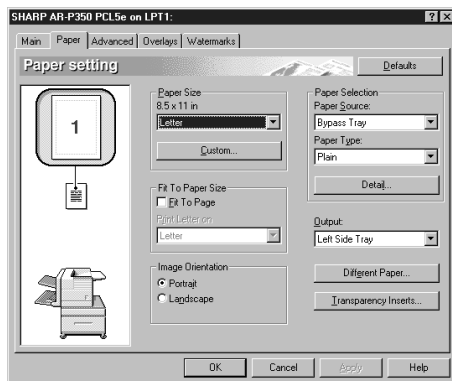 SHARP AR-P350 PCL5e on LPT1:
Main Paper Advanced Overlays Watermarks
Paper setting
Defaults
1
Paper Size
8.5 x 11 in
Letter
Custom...
Fit To Paper Size
Fit To Page
Print Letter on
Letter
Image Orientation
Portrait
Landscape
Paper Selection
Paper Source:
Bypass Tray
Paper Type:
Plain
Detail...
Output:
Left Side Tray
Different Paper...
Transparency Inserts...
OK Cancel Apply Help